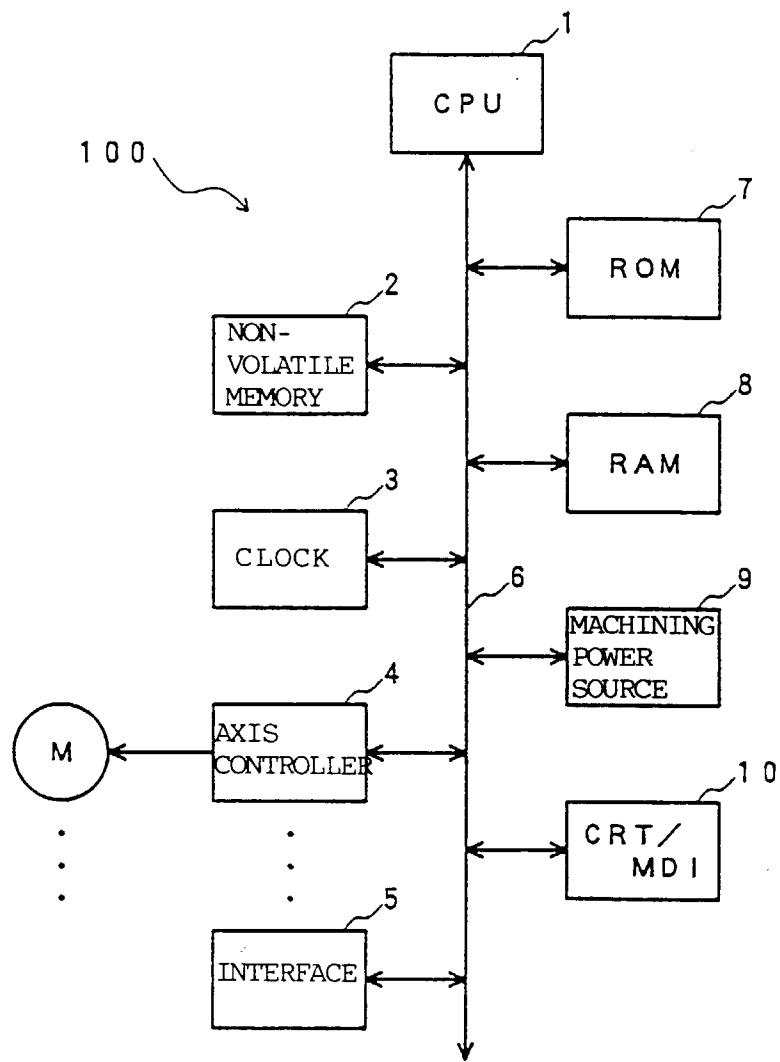 1
CPU
100
7
ROM
2
NON-
VOLATILE
MEMORY
8
RAM
3
CLOCK
6
9
MACHINING
POWER
SOURCE
4
AXIS
CONTROLLER
M
10
CRT/
MDI
5
INTERFACE